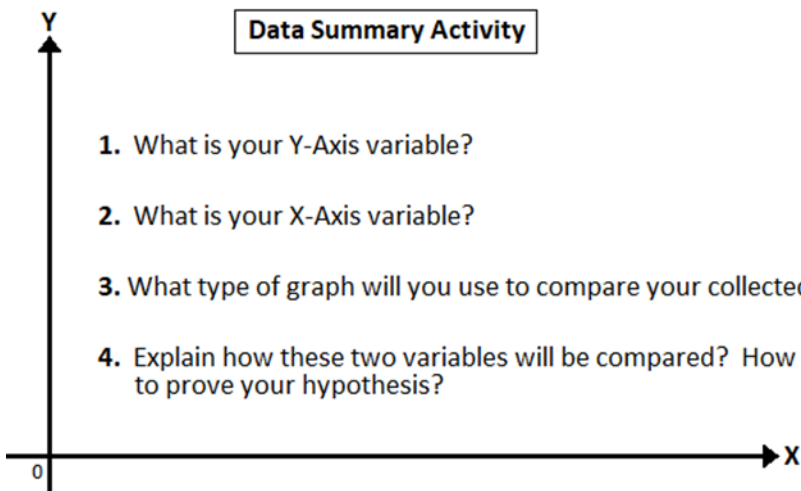 Y
Data Summary Activity
1. What is your Y-Axis variable?
2. What is your X-Axis variable?
3. What type of graph will you use to compare your collected
4. Explain how these two variables will be compared? How
to prove your hypothesis?
X
0